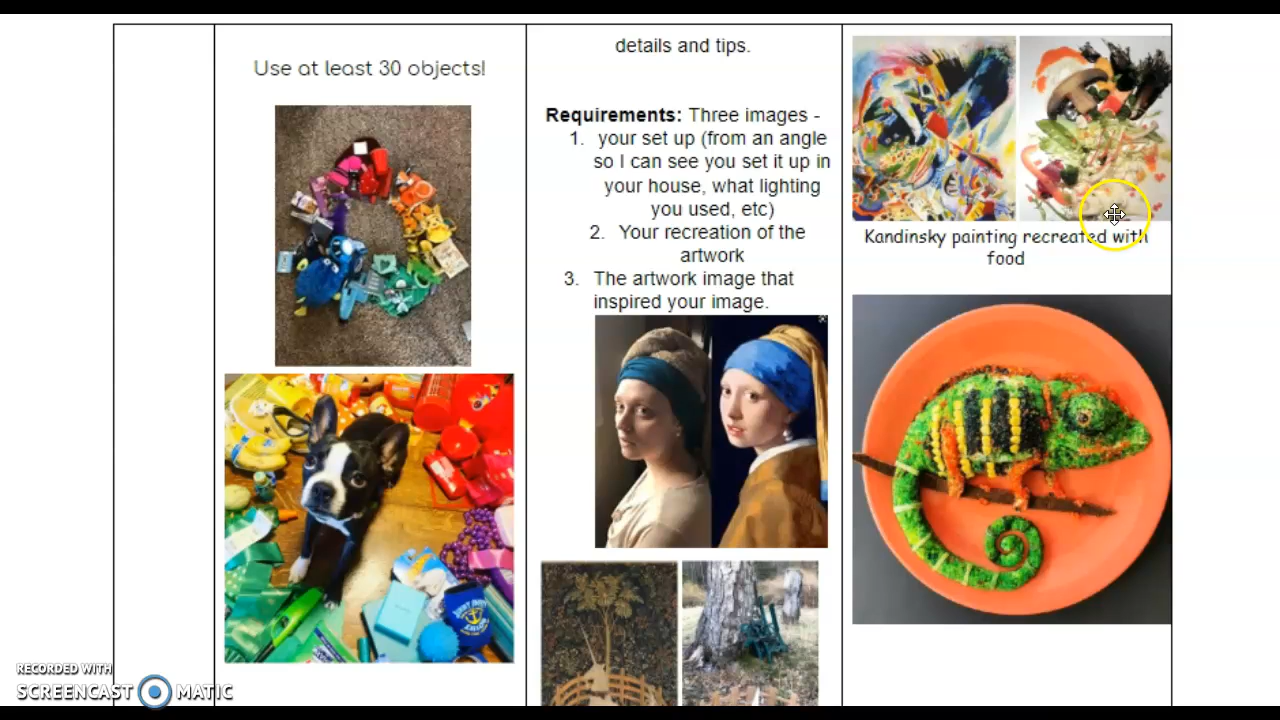 Use at least 30 objects!
details and tips.
Requirements: Three images -
1. your set up (from an angle
so I can see you set it up in
your house, what lighting
you used, etc)
2. Your recreation of the
artwork
3. The artwork image that
inspired your image.
Kandinsky painting recreated with
food
RECORDED WITH
SCREENCAST MATIC